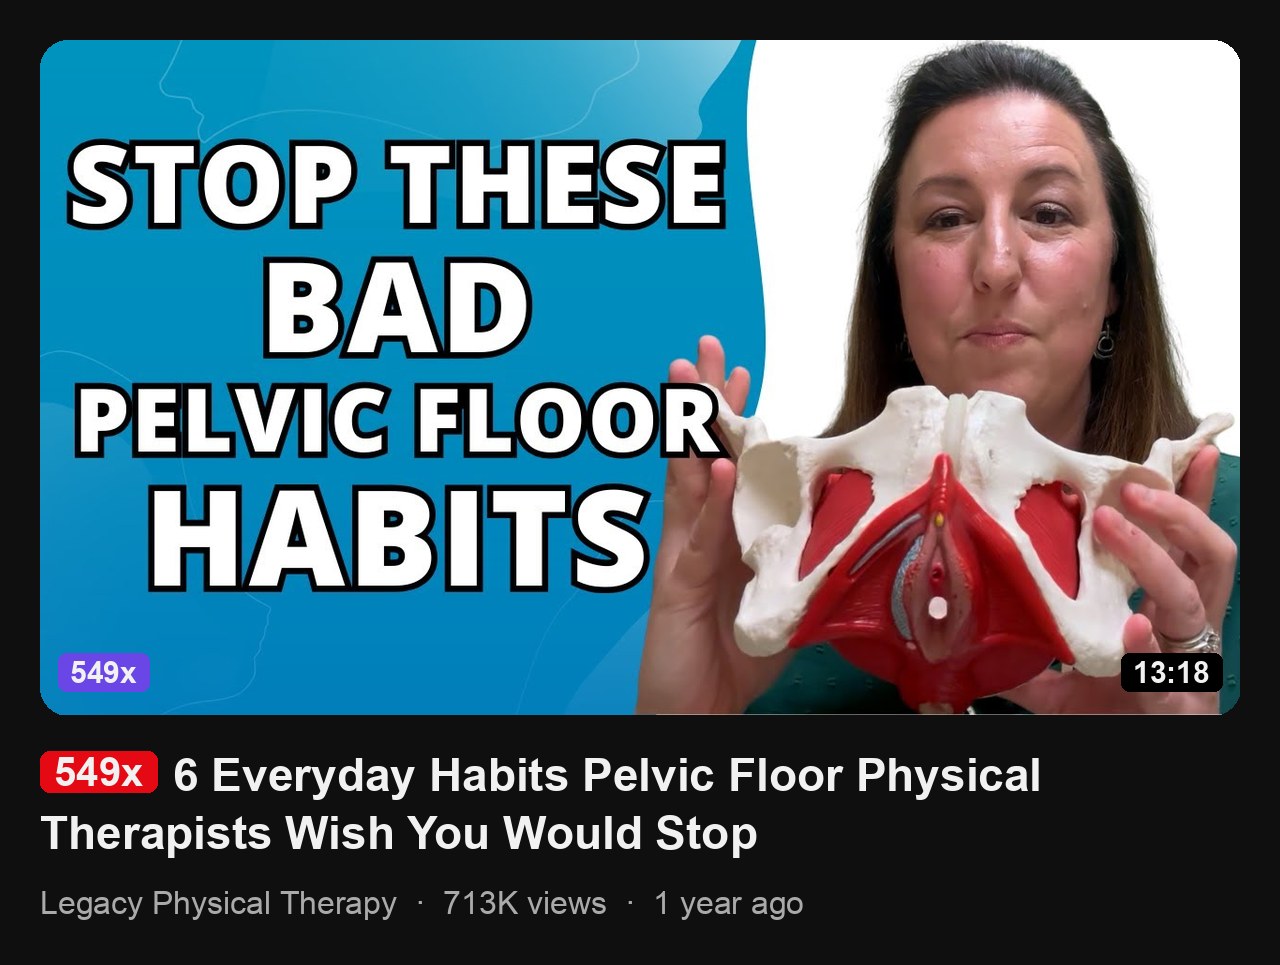 STOP THESE
BAD
PELVIC FLOOR
HABITS
549x
13:18
549x 6 Everyday Habits Pelvic Floor Physical
Therapists Wish You Would Stop
Legacy Physical Therapy · 713K views · 1 year ago